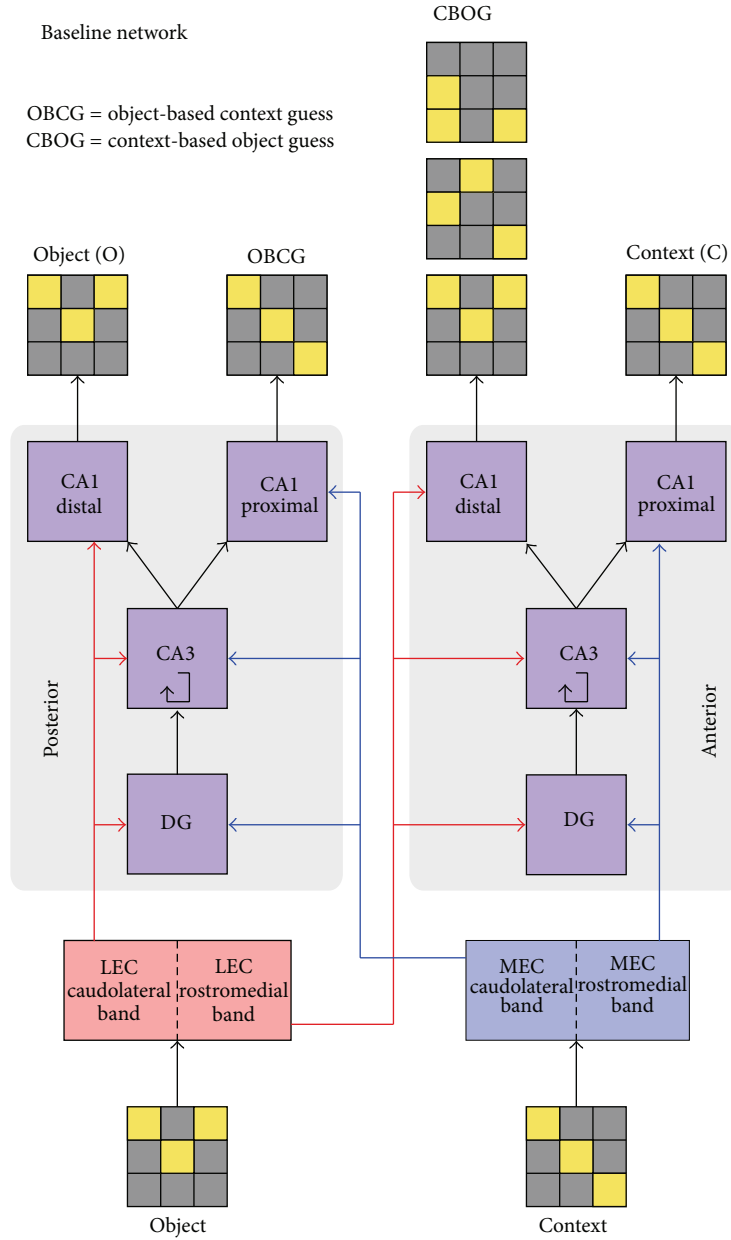 CBOG
Baseline network
OBCG = object-based context guess
CBOG = context-based object guess
Object (O)
OBCG
Context (C)
CA1
distal
CA1
proximal
CA1
distal
CA1
proximal
CA3
CA3
Posterior
Anterior
DG
DG
LEC
caudolateral
band
LEC
rostromedial
band
MEC
caudolateral
band
MEC
rostromedial
band
Object
Context